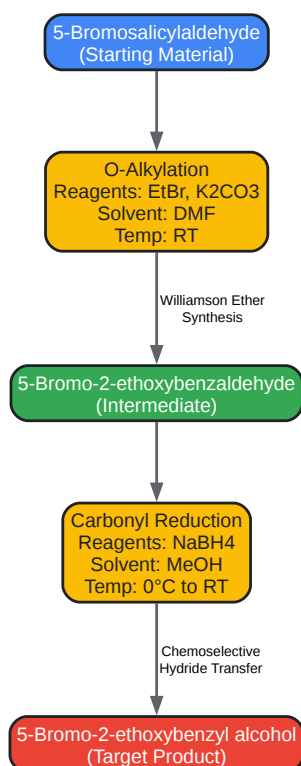 5-Bromosalicylaldehyde
(Starting Material)
O-Alkylation
Reagents: EtBr, K2CO3
Solvent: DMF
Temp: RT
Williamson Ether
Synthesis
5-Bromo-2-ethoxybenzaldehyde
(Intermediate)
Carbonyl Reduction
Reagents: NaBH4
Solvent: MeOH
Temp: 0°C to RT
Chemoselective
Hydride Transfer
5-Bromo-2-ethoxybenzyl alcohol
(Target Product)